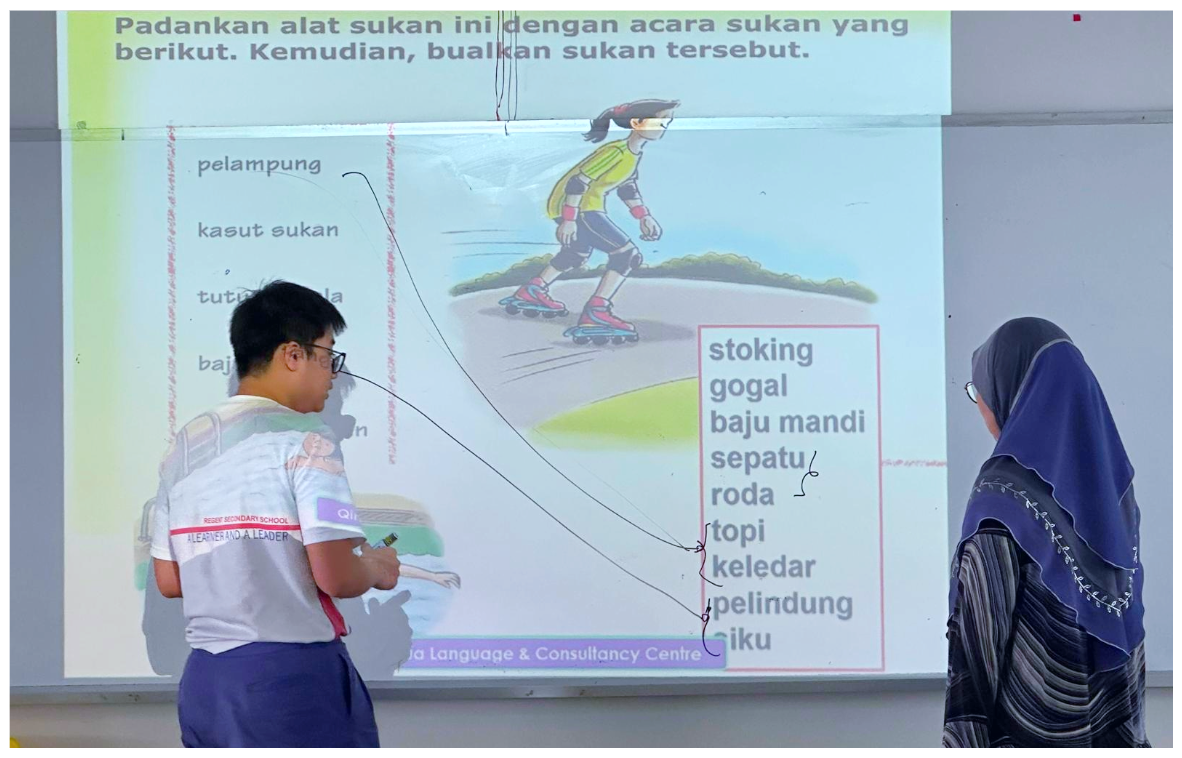 Padankan alat sukan ini dengan acara sukan yang
berikut. Kemudian, bualkan sukan tersebut.
pelampung
kasut sukan
stoking
gogal
baju mandi
sepatu
roda
topi
keledar
pelindung
siku
REGENT SECONDARY SCHOOL
A LEARNER AND A LEADER
Language & Consultancy Centre